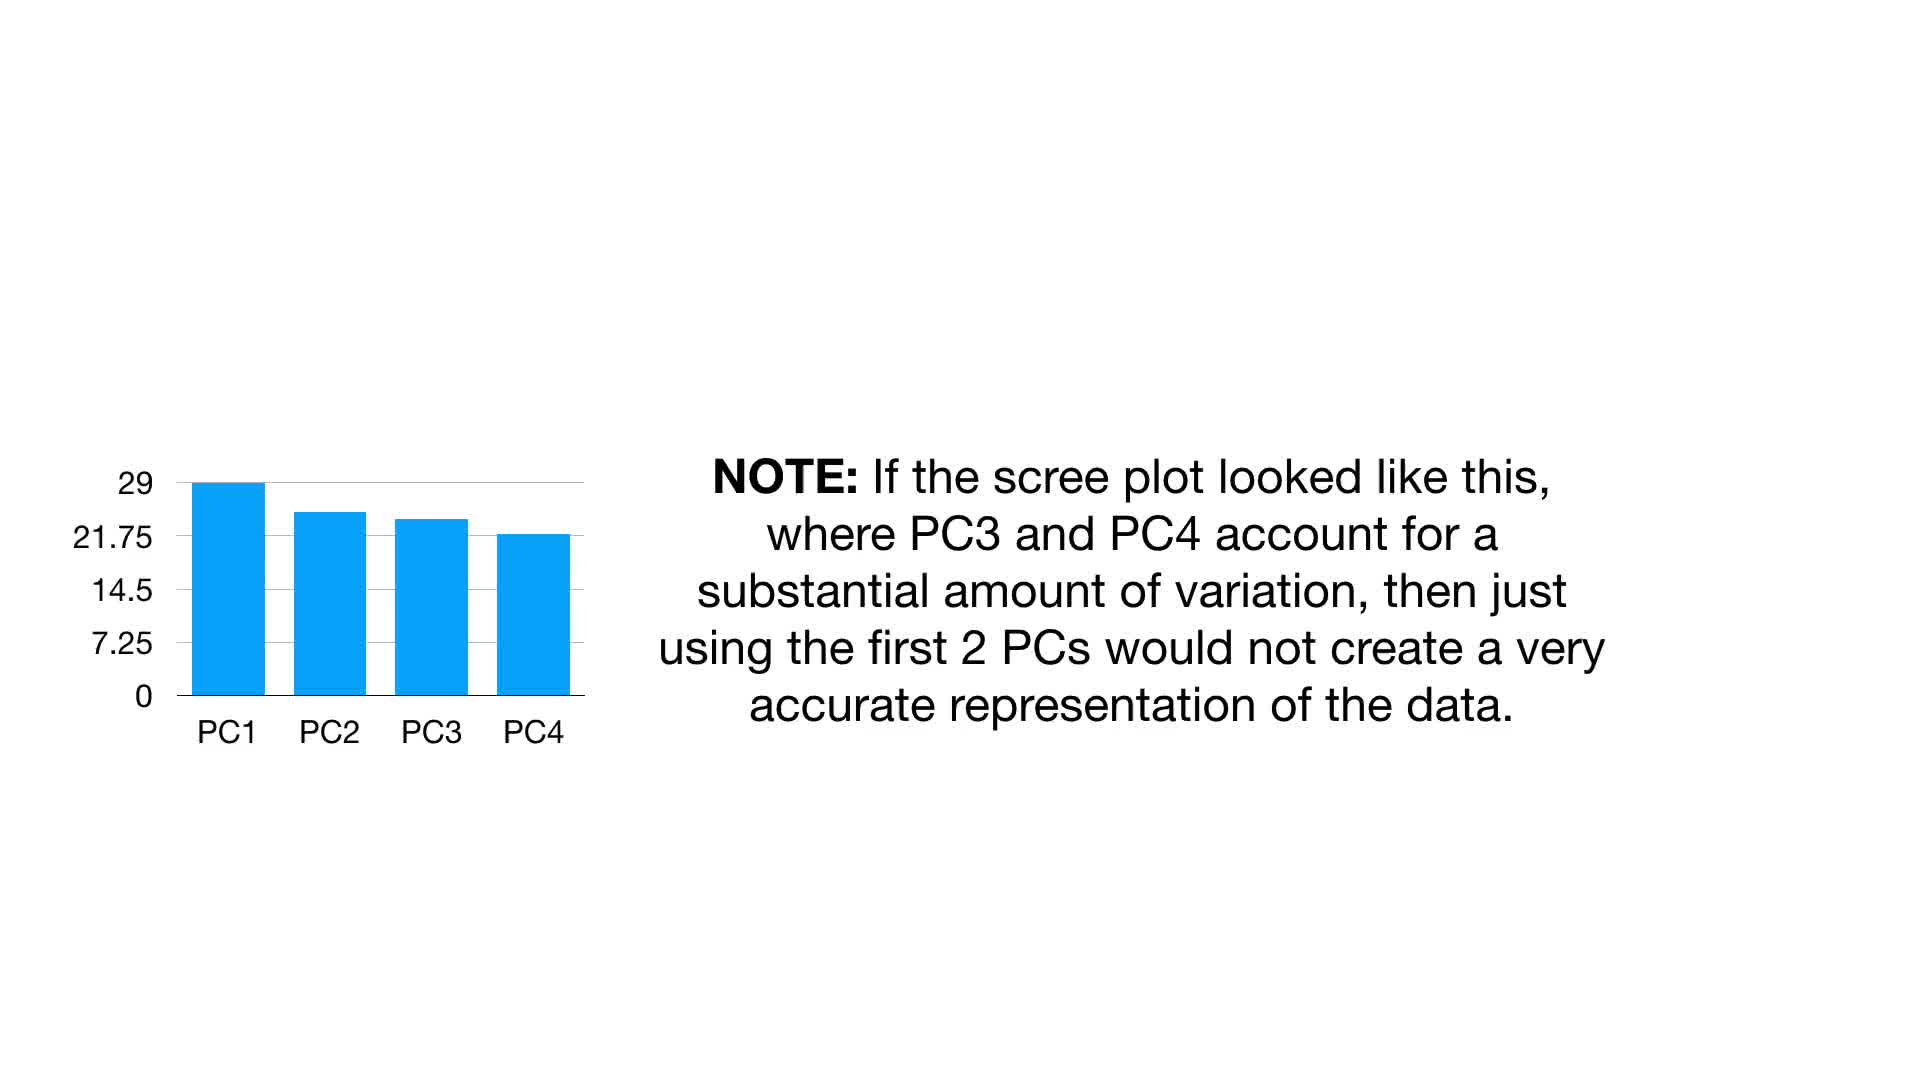 29
21.75
14.5
7.25
0
PC1 PC2 PC3 PC4
NOTE: If the scree plot looked like this,
where PC3 and PC4 account for a
substantial amount of variation, then just
using the first 2 PCs would not create a very
accurate representation of the data.